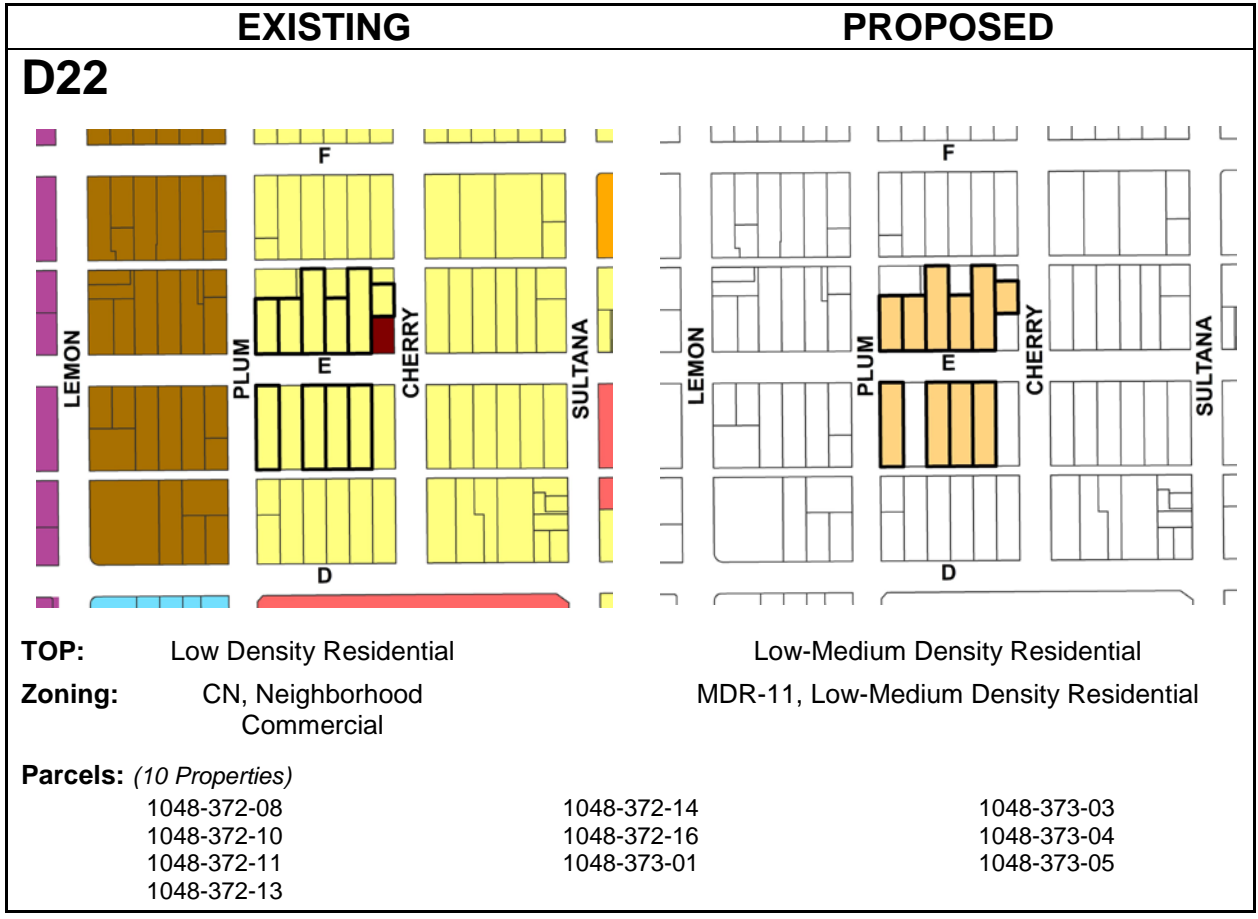 EXISTING PROPOSED
D22
F
LEMON
PLUM
E
CHERRY
SULTANA
D
F
LEMON
PLUM
E
CHERRY
SULTANA
D
TOP: Low Density Residential Low-Medium Density Residential
Zoning: CN, Neighborhood MDR-11, Low-Medium Density Residential
Commercial
Parcels: (10 Properties)
1048-372-08 1048-372-14 1048-373-03
1048-372-10 1048-372-16 1048-373-04
1048-372-11 1048-373-01 1048-373-05
1048-372-13